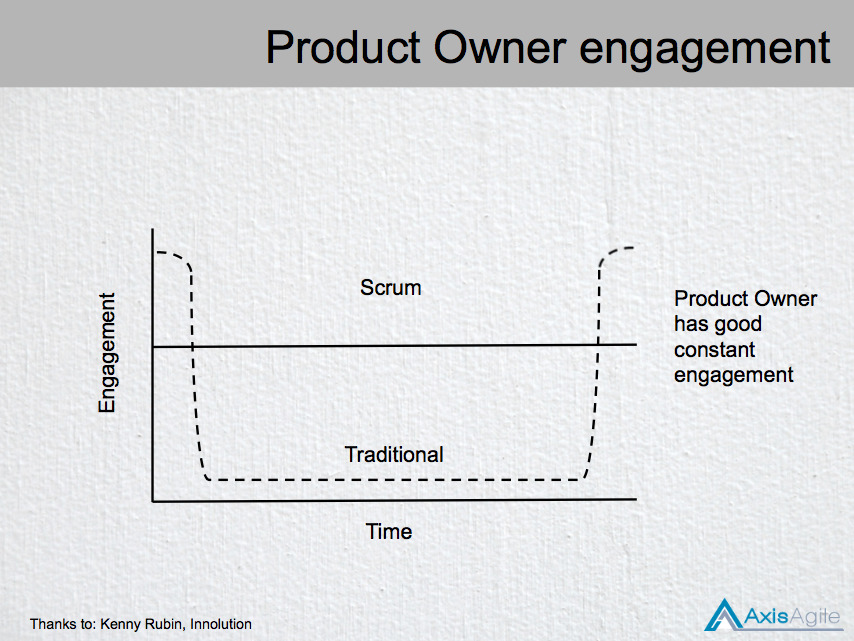 Product Owner engagement
Scrum
Engagement
Product Owner
has good
constant
engagement
Traditional
Time
Thanks to: Kenny Rubin, Innolution
AxisAgile